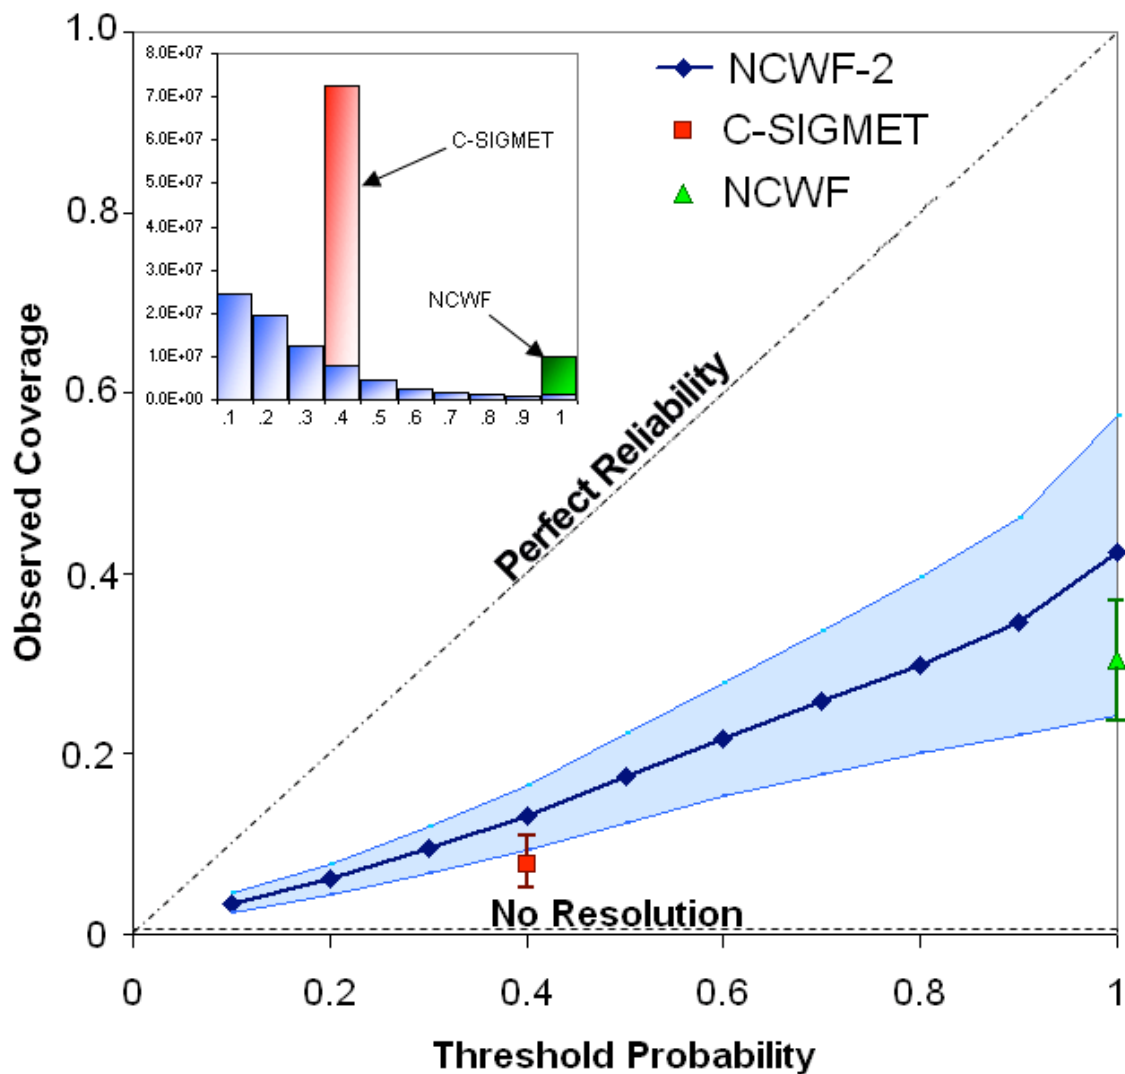 1.0
0.8
0.6
0.4
0.2
0
Observed Coverage
8.0E+07
7.0E+07
6.0E+07
5.0E+07
4.0E+07
3.0E+07
2.0E+07
1.0E+07
0.0E+00
.1 .2 .3 .4 .5 .6 .7 .8 .9 1
C-SIGMET
NCWF
NCWF-2
C-SIGMET
NCWF
Perfect Reliability
No Resolution
0 0.2 0.4 0.6 0.8 1
Threshold Probability